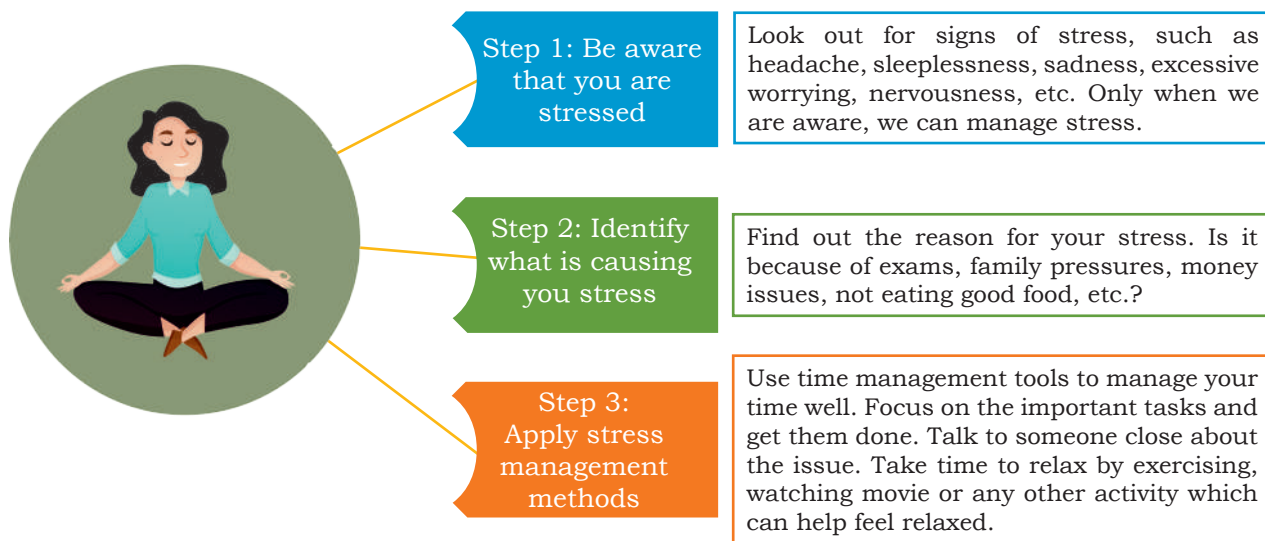 Step 1: Be aware
that you are
stressed
Look out for signs of stress, such as
headache, sleeplessness, sadness, excessive
worrying, nervousness, etc. Only when we
are aware, we can manage stress.
Step 2: Identify
what is causing
you stress
Find out the reason for your stress. Is it
because of exams, family pressures, money
issues, not eating good food, etc.?
Step 3:
Apply stress
management
methods
Use time management tools to manage your
time well. Focus on the important tasks and
get them done. Talk to someone close about
the issue. Take time to relax by exercising,
watching movie or any other activity which
can help feel relaxed.